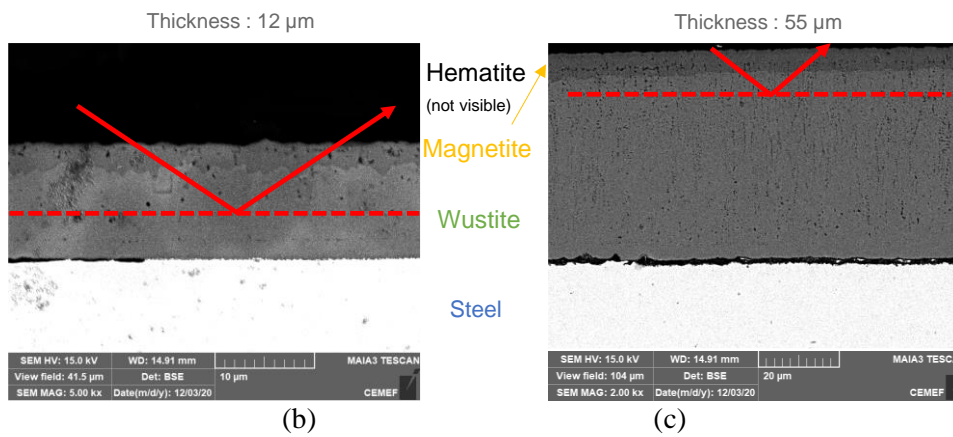 Thickness : 12 µm
Thickness : 55 µm
Hematite
(not visible)
Magnetite
Wustite
Steel
SEM HV: 15.0 kV WD: 14.91 mm MAIA3 TESCAN
View field: 41.5 µm Det: BSE 10 µm
SEM MAG: 5.00 kx Date(m/d/y): 12/03/20 CEMEF
SEM HV: 15.0 kV WD: 14.91 mm MAIA3 TESCAN
View field: 104 µm Det: BSE 20 µm
SEM MAG: 2.00 kx Date(m/d/y): 12/03/20 CEMEF
(b)
(c)